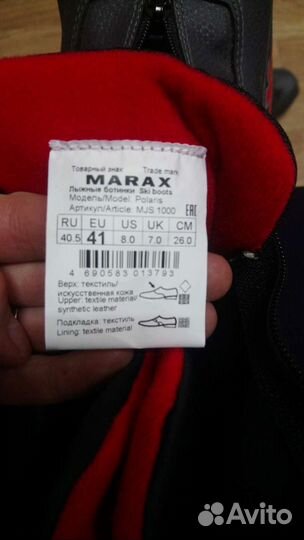 Товарный знак Trade mark
MARAX
Лыжные ботинки Ski boots
Модель/Model: Polaris
Артикул/Article: MJS 1000 EAC
RU EU US UK CM
40.5 41 8.0 7.0 26.0
4 690583 013793
Верх: текстиль/
искусственная кожа
Upper: textile material/
synthetic leather
Подкладка: текстиль
Lining: textile material
Avito